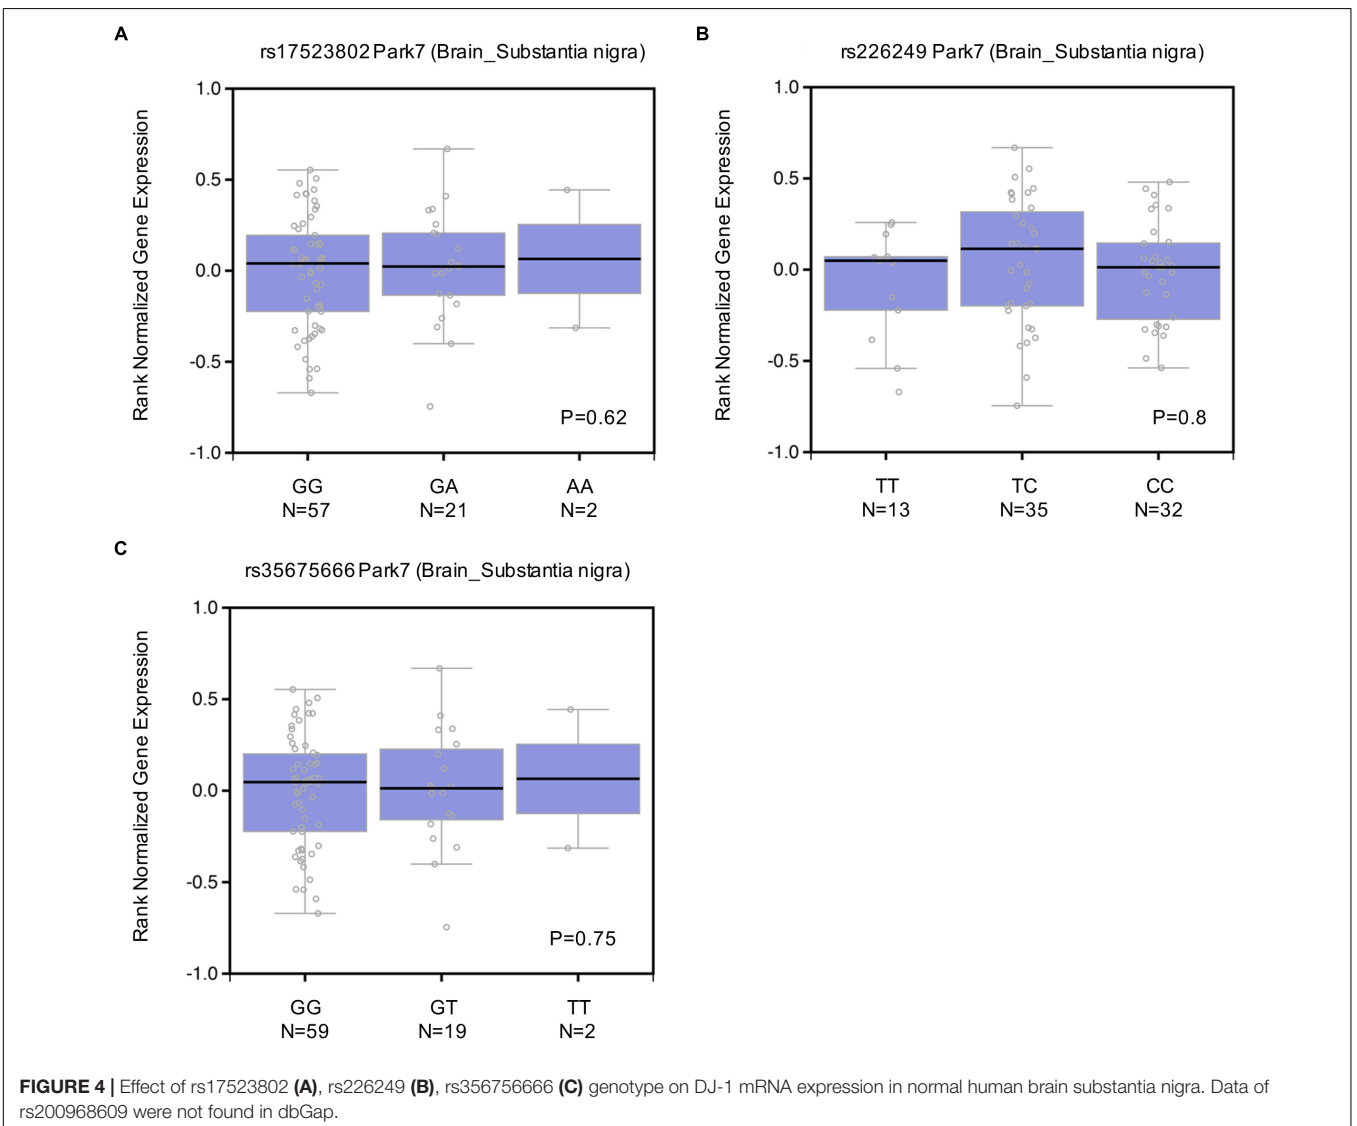 A
rs17523802 Park7 (Brain_Substantia nigra)
Rank Normalized Gene Expression
1.0
0.5
0.0
-0.5
-1.0
P=0.62
GG GA AA
N=57 N=21 N=2
B
rs226249 Park7 (Brain_Substantia nigra)
Rank Normalized Gene Expression
1.0
0.5
0.0
-0.5
-1.0
P=0.8
TT TC CC
N=13 N=35 N=32
C
rs35675666 Park7 (Brain_Substantia nigra)
Rank Normalized Gene Expression
1.0
0.5
0.0
-0.5
-1.0
P=0.75
GG GT TT
N=59 N=19 N=2
FIGURE 4 | Effect of rs17523802 (A), rs226249 (B), rs356756666 (C) genotype on DJ-1 mRNA expression in normal human brain substantia nigra. Data of
rs200968609 were not found in dbGap.